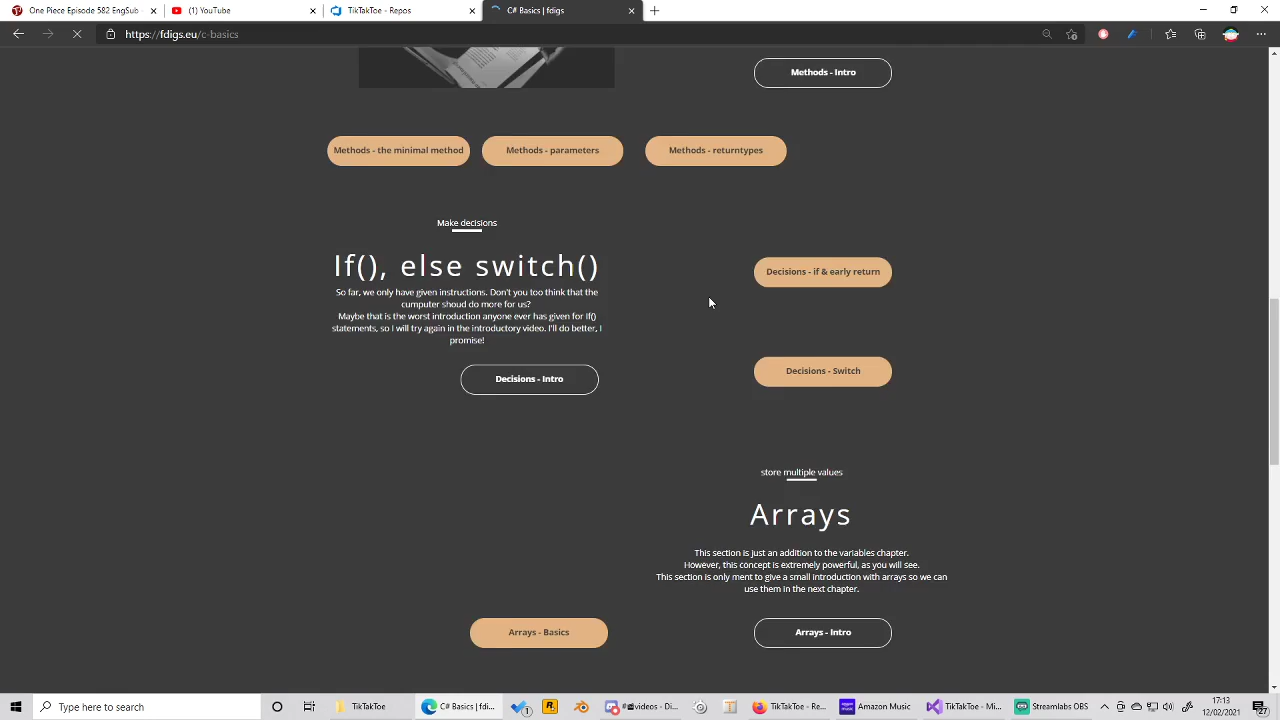 One Piece Episode 582 EngSub
(1) YouTube
TikTakToe - Repos
C# Basics | fdigs
https://fdigs.eu/c-basics
Methods - Intro
Methods - the minimal method
Methods - parameters
Methods - returntypes
Make decisions
If(), else switch()
So far, we only have given instructions. Don't you too think that the
cumputer shoud do more for us?
Maybe that is the worst introduction anyone ever has given for If()
statements, so I will try again in the introductory video. I'll do better, I
promise!
Decisions - if & early return
Decisions - Intro
Decisions - Switch
store multiple values
Arrays
This section is just an addition to the variables chapter.
However, this concept is extremely powerful, as you will see.
This section is only ment to give a small introduction with arrays so we can
use them in the next chapter.
Arrays - Basics
Arrays - Intro
Type here to search
TikTakToe
C# Basics | fdi...
videos - Di...
TikTakToe - Re...
Amazon Music
TikTakToe - Mi...
Streamlabs OBS
17:13
12/02/2021